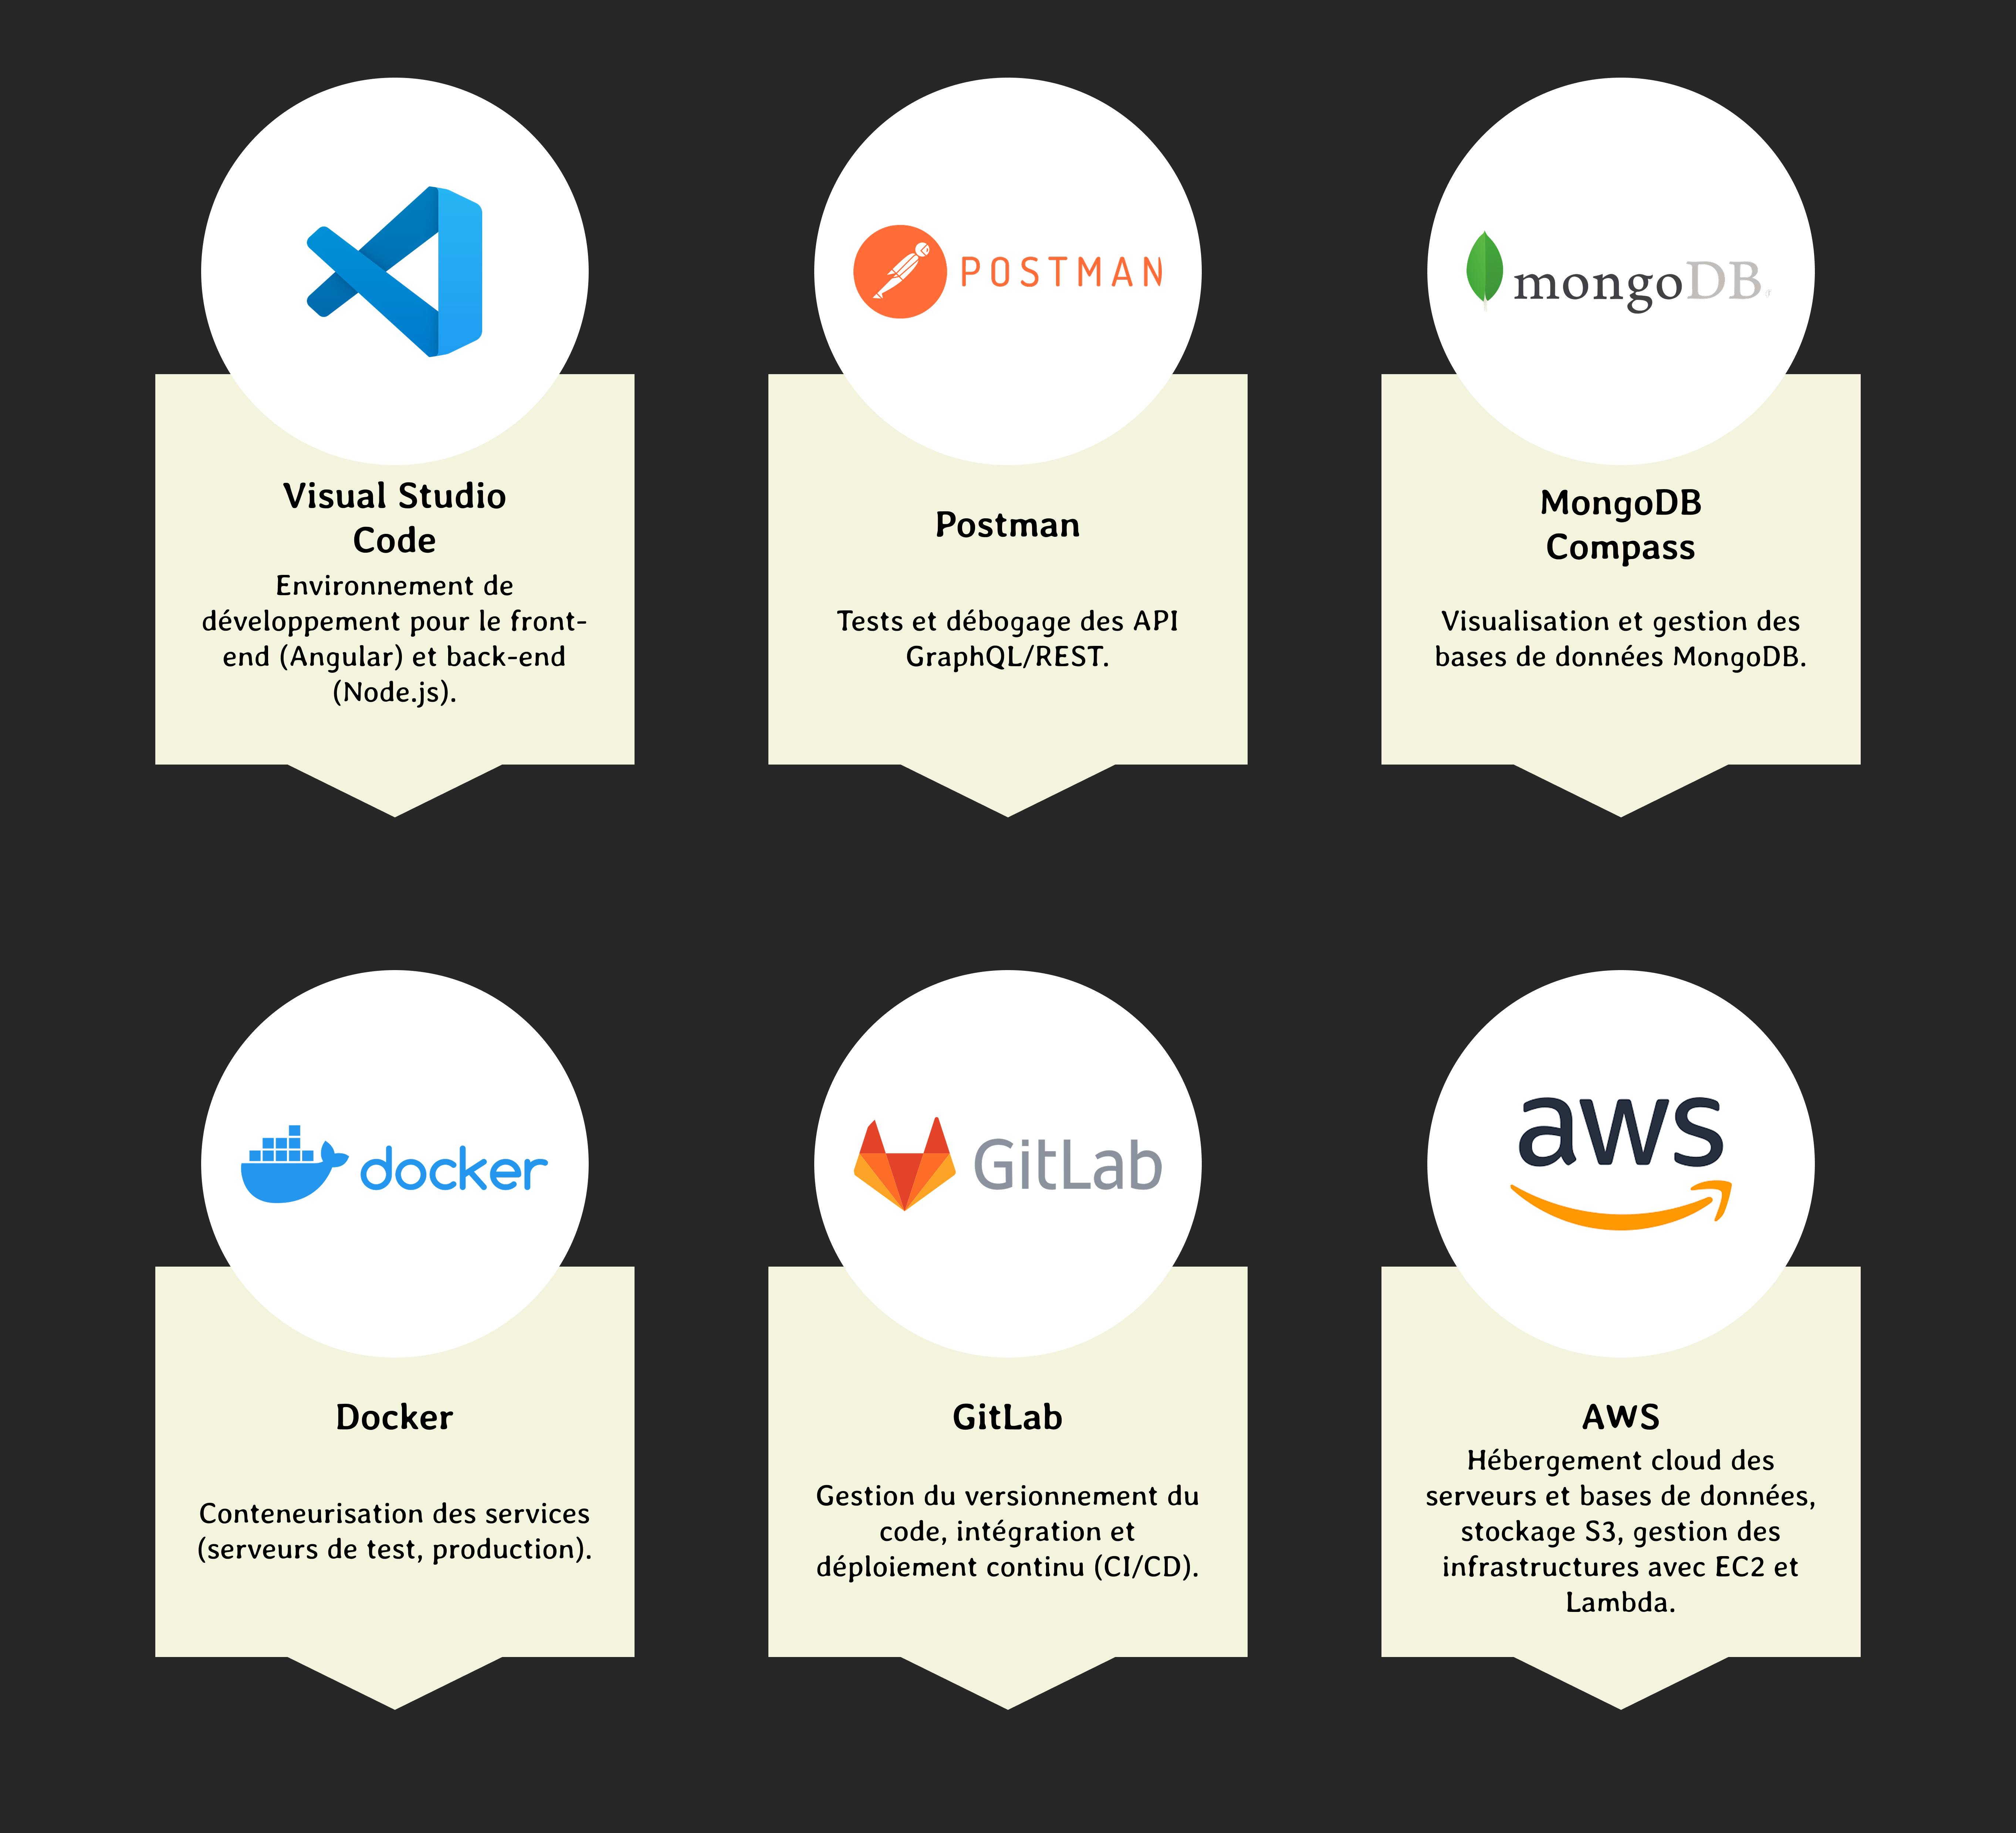 POSTMAN
mongoDB
Visual Studio
Code
Environnement de
développement pour le front-
end (Angular) et back-end
(Node.js).
Postman
Tests et débogage des API
GraphQL/REST.
MongoDB
Compass
Visualisation et gestion des
bases de données MongoDB.
docker
GitLab
aws
Docker
Conteneurisation des services
(serveurs de test, production).
GitLab
Gestion du versionnement du
code, intégration et
déploiement continu (CI/CD).
AWS
Hébergement cloud des
serveurs et bases de données,
stockage S3, gestion des
infrastructures avec EC2 et
Lambda.